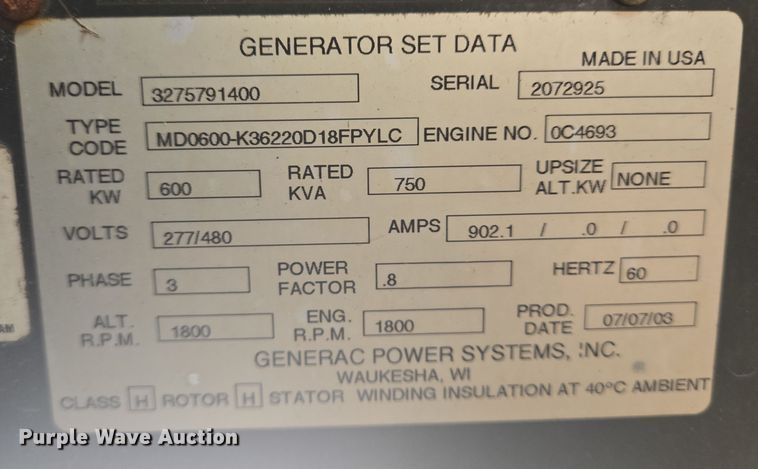 GENERATOR SET DATA
MADE IN USA
MODEL 3275791400 SERIAL 2072925
TYPE CODE MD0600-K36220D18FPYLC ENGINE NO. 0C4693
RATED KW 600 RATED KVA 750 UPSIZE ALT.KW NONE
VOLTS 277/480 AMPS 902.1 / .0 / .0
PHASE 3 POWER FACTOR .8 HERTZ 60
ALT. R.P.M. 1800 ENG. R.P.M. 1800 PROD. DATE 07/07/03
GENERAC POWER SYSTEMS, INC.
WAUKESHA, WI
CLASS H ROTOR H STATOR WINDING INSULATION AT 40°C AMBIENT
Purple Wave Auction